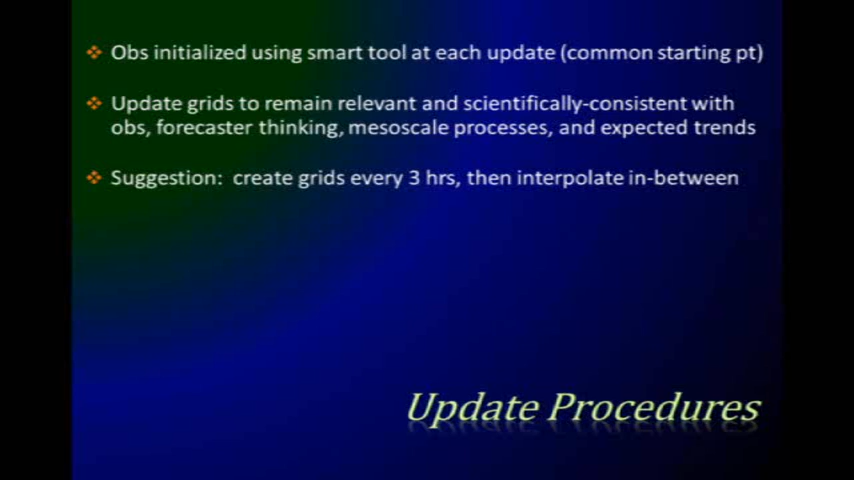 Obs initialized using smart tool at each update (common starting pt)
Update grids to remain relevant and scientifically-consistent with
obs, forecaster thinking, mesoscale processes, and expected trends
Suggestion: create grids every 3 hrs, then interpolate in-between
Update Procedures